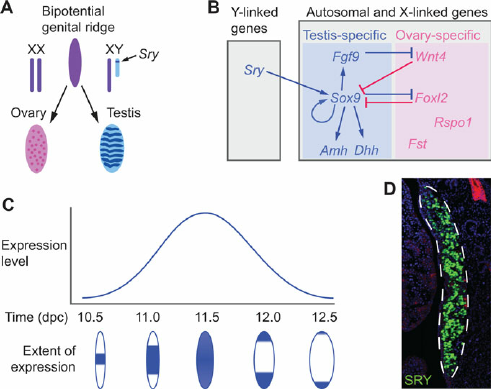 A
Bipotential
genital ridge
XX
XY
Sry
Ovary
Testis
B
Y-linked
genes
Autosomal and X-linked genes
Testis-specific
Ovary-specific
Fgf9
Wnt4
Sry
Sox9
Foxl2
Rspo1
Amh
Dhh
Fst
C
Expression
level
Time (dpc)
10.5
11.0
11.5
12.0
12.5
Extent of
expression
D
SRY